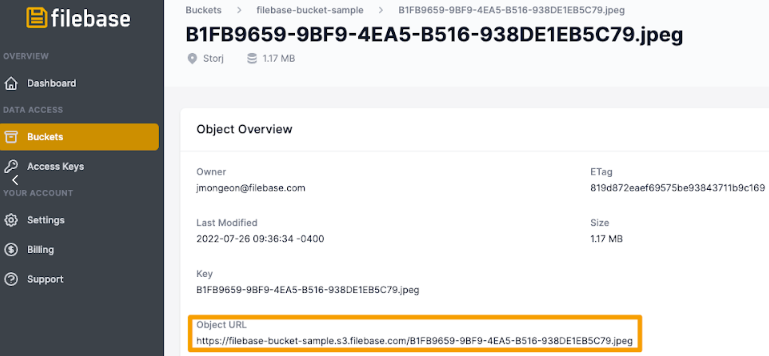 filebase
OVERVIEW
Dashboard
DATA ACCESS
Buckets
Access Keys
YOUR ACCOUNT
Settings
Billing
Support
Buckets > filebase-bucket-sample > B1FB9659-9BF9-4EA5-B516-938DE1EB5C79.jpeg
B1FB9659-9BF9-4EA5-B516-938DE1EB5C79.jpeg
Storj 1.17 MB
Object Overview
Owner ETag
jmongeon@filebase.com 819d872eaef69575be93843711b9c169
Last Modified Size
2022-07-26 09:36:34 -0400 1.17 MB
Key
B1FB9659-9BF9-4EA5-B516-938DE1EB5C79.jpeg
Object URL
https://filebase-bucket-sample.s3.filebase.com/B1FB9659-9BF9-4EA5-B516-938DE1EB5C79.jpeg